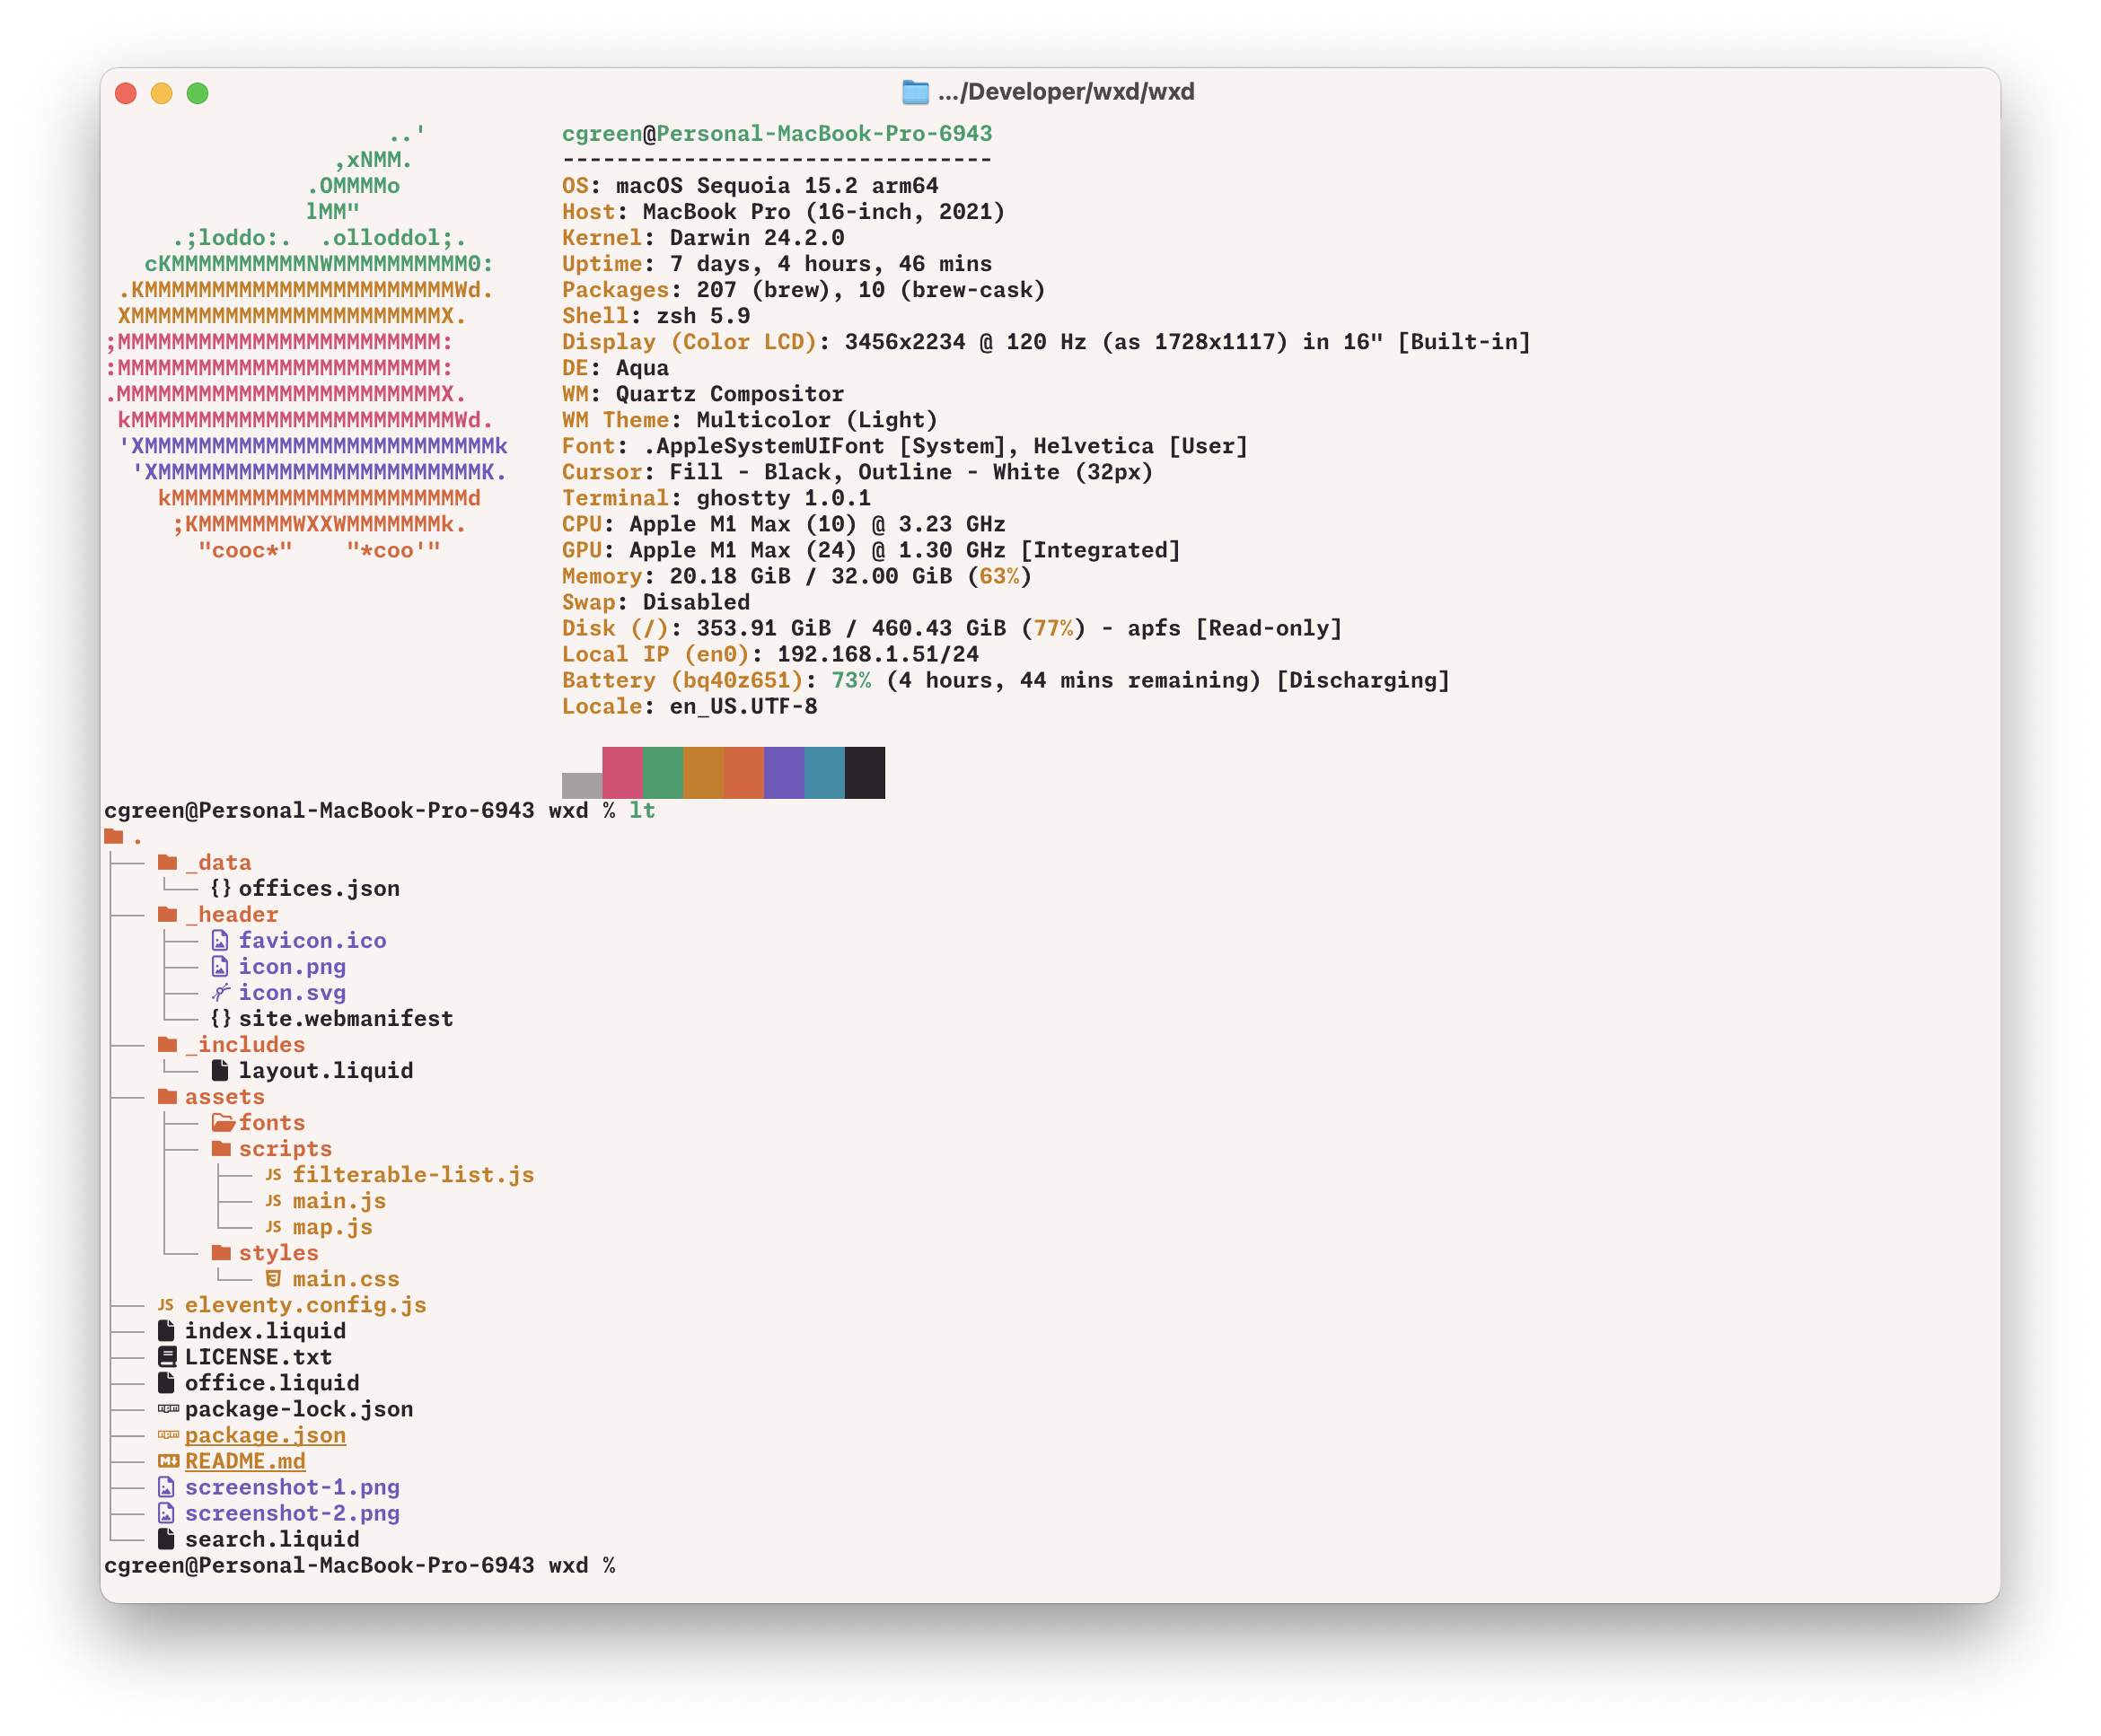 .../Developer/wxd/wxd
                     ..'          cgreen@Personal-MacBook-Pro-6943
                 ,xNMM.           --------------------------------
               .OMMMMo            OS: macOS Sequoia 15.2 arm64
               lMM"               Host: MacBook Pro (16-inch, 2021)
     .;loddo:.  .olloddol;.       Kernel: Darwin 24.2.0
   cKMMMMMMMMMMNWMMMMMMMMMM0:     Uptime: 7 days, 4 hours, 46 mins
 .KMMMMMMMMMMMMMMMMMMMMMMMWd.     Packages: 207 (brew), 10 (brew-cask)
 XMMMMMMMMMMMMMMMMMMMMMMMX.       Shell: zsh 5.9
;MMMMMMMMMMMMMMMMMMMMMMMM:        Display (Color LCD): 3456x2234 @ 120 Hz (as 1728x1117) in 16" [Built-in]
:MMMMMMMMMMMMMMMMMMMMMMMM:        DE: Aqua
.MMMMMMMMMMMMMMMMMMMMMMMMX.       WM: Quartz Compositor
 kMMMMMMMMMMMMMMMMMMMMMMMMWd.     WM Theme: Multicolor (Light)
 'XMMMMMMMMMMMMMMMMMMMMMMMMMMk    Font: .AppleSystemUIFont [System], Helvetica [User]
  'XMMMMMMMMMMMMMMMMMMMMMMMMK.    Cursor: Fill - Black, Outline - White (32px)
    kMMMMMMMMMMMMMMMMMMMMMMd      Terminal: ghostty 1.0.1
     ;KMMMMMMMWXXWMMMMMMMk.       CPU: Apple M1 Max (10) @ 3.23 GHz
       "cooc*"    "*coo'"         GPU: Apple M1 Max (24) @ 1.30 GHz [Integrated]
Memory: 20.18 GiB / 32.00 GiB (63%)
Swap: Disabled
Disk (/): 353.91 GiB / 460.43 GiB (77%) - apfs [Read-only]
Local IP (en0): 192.168.1.51/24
Battery (bq40z651): 73% (4 hours, 44 mins remaining) [Discharging]
Locale: en_US.UTF-8
cgreen@Personal-MacBook-Pro-6943 wxd % lt
.
_data
{} offices.json
_header
favicon.ico
icon.png
icon.svg
{} site.webmanifest
_includes
layout.liquid
assets
fonts
scripts
JS filterable-list.js
JS main.js
JS map.js
styles
main.css
JS eleventy.config.js
index.liquid
LICENSE.txt
office.liquid
package-lock.json
package.json
README.md
screenshot-1.png
screenshot-2.png
search.liquid
cgreen@Personal-MacBook-Pro-6943 wxd %